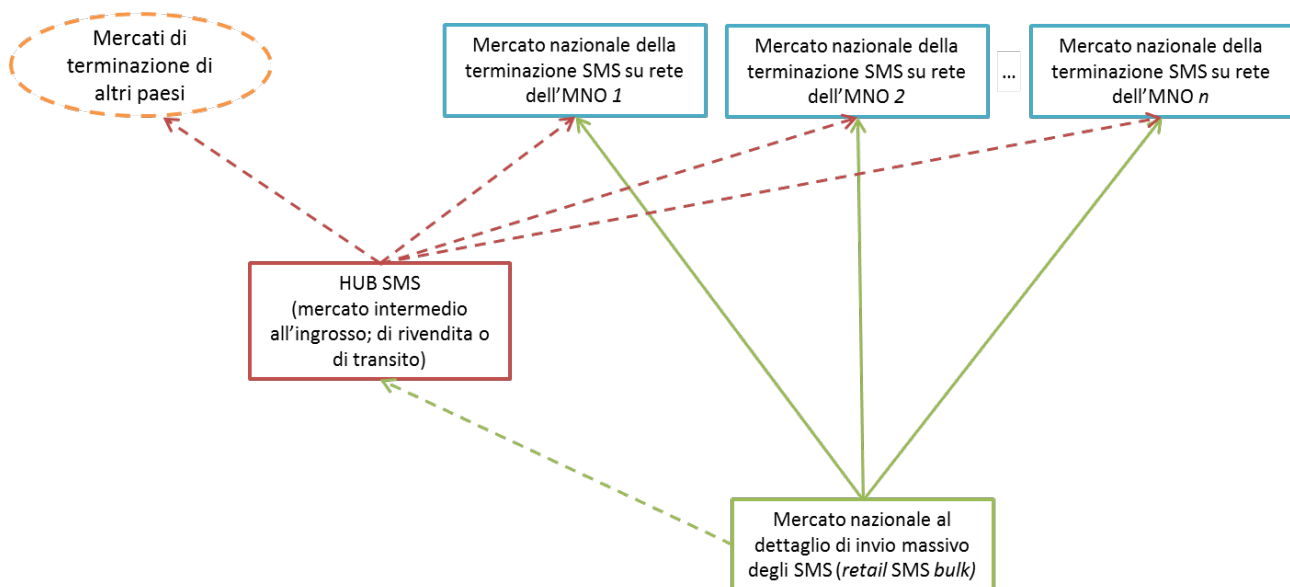 Mercati di
terminazione di
altri paesi
Mercato nazionale della
terminazione SMS su rete
dell’MNO 1
Mercato nazionale della
terminazione SMS su rete
dell’MNO 2
...
Mercato nazionale della
terminazione SMS su rete
dell’MNO n
HUB SMS
(mercato intermedio
all’ingrosso; di rivendita o
di transito)
Mercato nazionale al
dettaglio di invio massivo
degli SMS (retail SMS bulk)